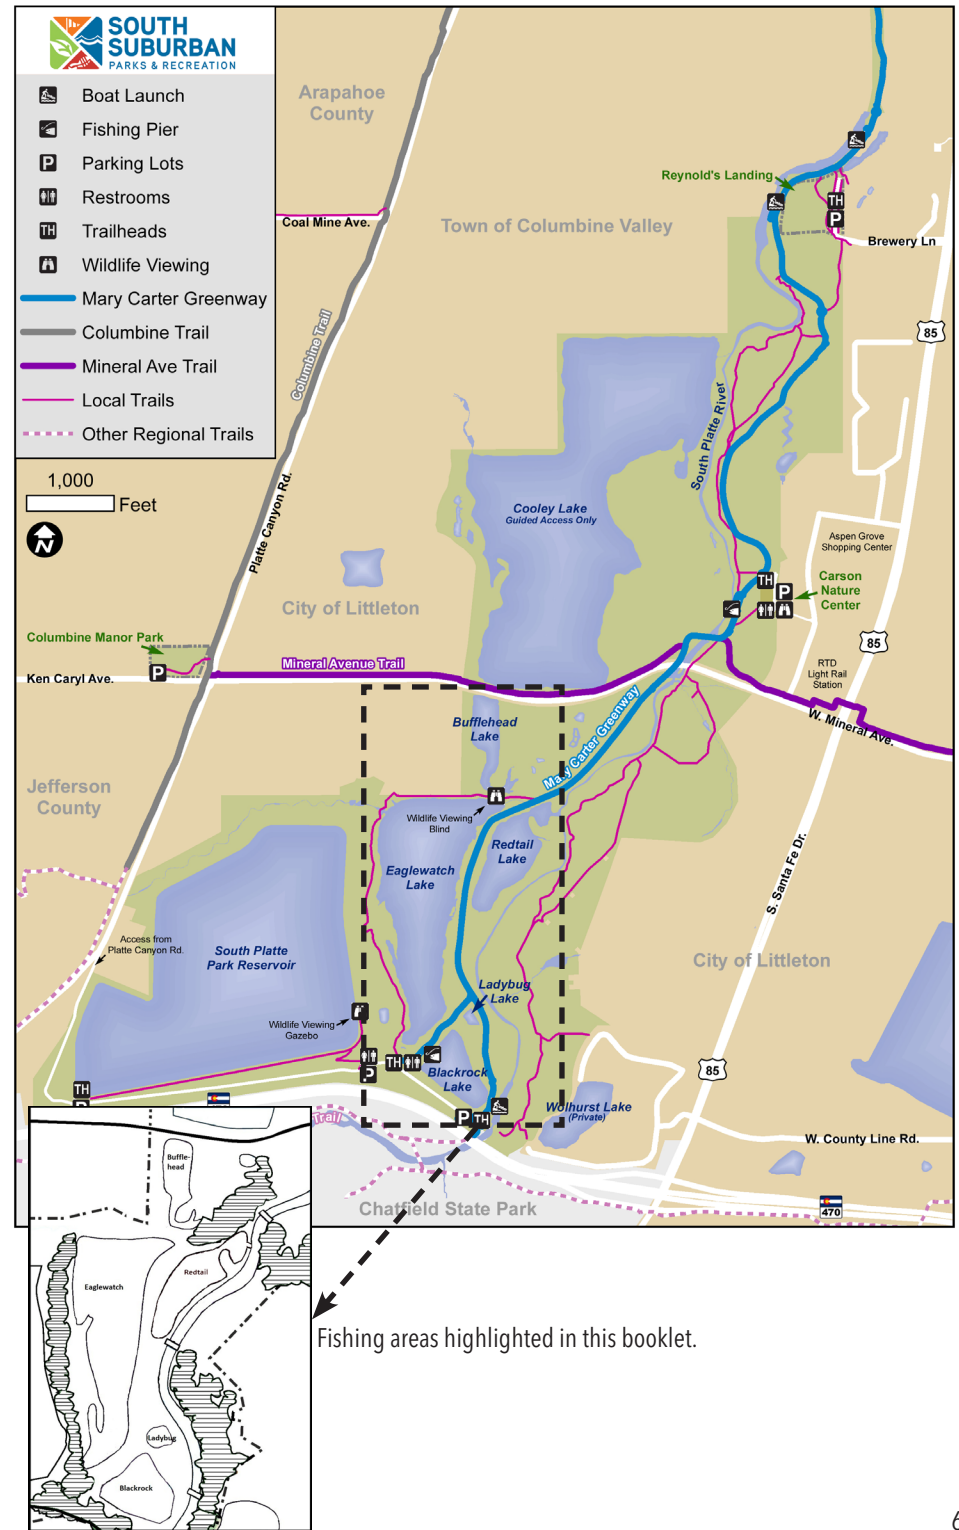 SOUTH
SUBURBAN
PARKS & RECREATION
Boat Launch
Fishing Pier
P
Parking Lots
Restrooms
TH
Trailheads
Wildlife Viewing
Mary Carter Greenway
Columbine Trail
Mineral Ave Trail
Local Trails
Other Regional Trails
1,000
Feet
N
Arapahoe
County
Coal Mine Ave.
Town of Columbine Valley
Reynold's Landing
TH
P
Brewery Ln
85
Columbine Trail
Platte Canyon Rd.
South Platte River
Cooley Lake
Guided Access Only
Aspen Grove
Shopping Center
TH
P
Carson
Nature
Center
City of Littleton
Columbine Manor Park
P
Ken Caryl Ave.
Mineral Avenue Trail
85
RTD
Light Rail
Station
W. Mineral Ave.
Bufflehead
Lake
Mary Carter Greenway
Jefferson
County
Wildlife Viewing
Blind
Redtail
Lake
Eaglewatch
Lake
S. Santa Fe Dr.
Access from
Platte Canyon Rd.
South Platte
Park Reservoir
City of Littleton
Ladybug
Lake
Wildlife Viewing
Gazebo
TH
P
TH
Blackrock
Lake
85
P
TH
Wolhurst Lake
(Private)
W. County Line Rd.
Trail
Chatfield State Park
470
Buffle-
head
Redtail
Eaglewatch
Ladybug
Blackrock
Fishing areas highlighted in this booklet.
6